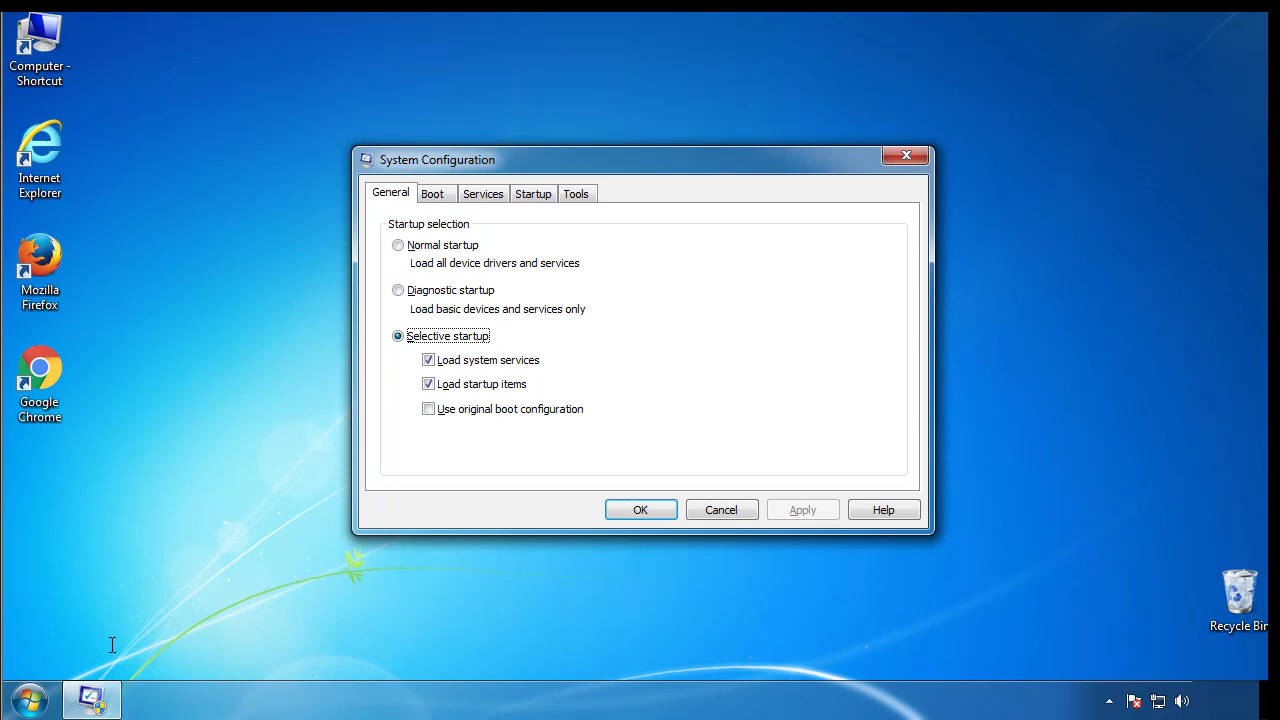 Computer -
Shortcut
Internet
Explorer
Mozilla
Firefox
Google
Chrome
System Configuration
General Boot Services Startup Tools
Startup selection
Normal startup
Load all device drivers and services
Diagnostic startup
Load basic devices and services only
Selective startup
Load system services
Load startup items
Use original boot configuration
OK Cancel Apply Help
Recycle Bin